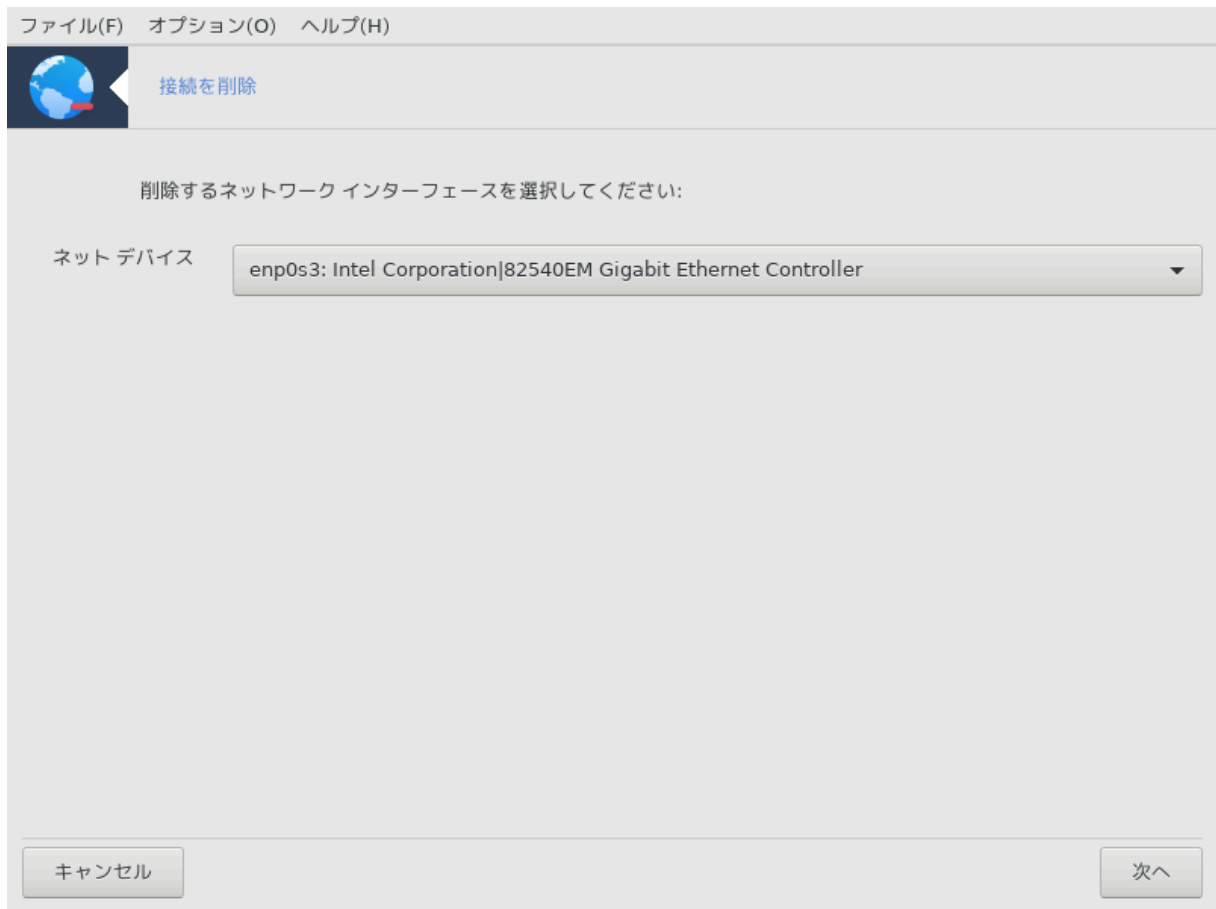 ファイル(F) オプション(O) ヘルプ(H)
接続を削除
削除するネットワーク インターフェースを選択してください:
ネット デバイス
enp0s3: Intel Corporation|82540EM Gigabit Ethernet Controller
キャンセル 次へ